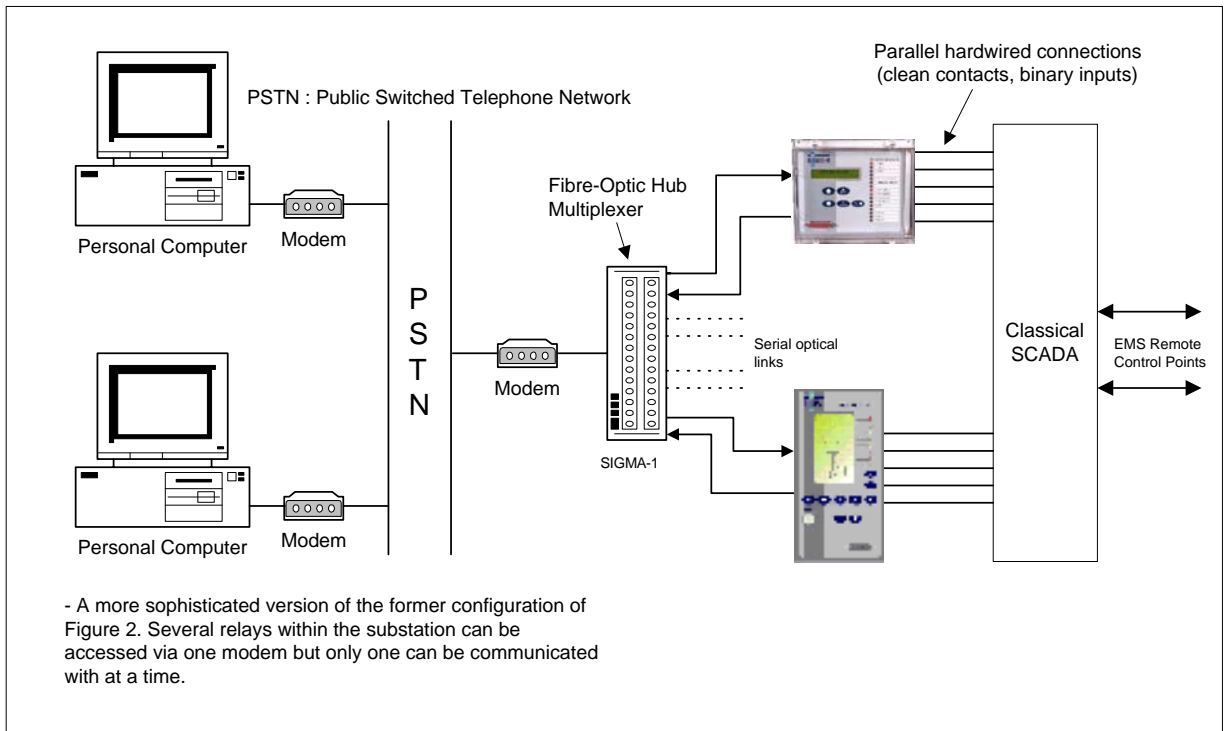 PSTN : Public Switched Telephone Network
Parallel hardwired connections
(clean contacts, binary inputs)
Fibre-Optic Hub
Multiplexer
Personal Computer
Modem
P
S
T
N
Modem
Serial optical
links
Classical
SCADA
EMS Remote
Control Points
SIGMA-1
Personal Computer
Modem
- A more sophisticated version of the former configuration of
Figure 2. Several relays within the substation can be
accessed via one modem but only one can be communicated
with at a time.